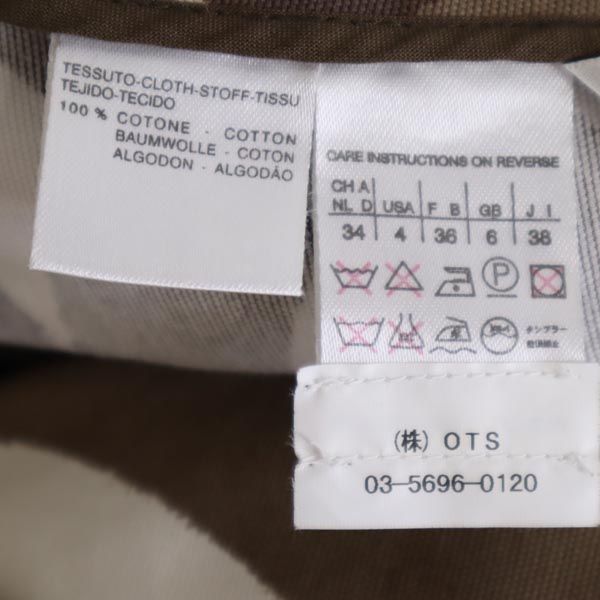 TESSUTO-CLOTH-STOFF-TISSU
TEJIDO-TECIDO
100 % COTONE - COTTON
BAUMWOLLE - COTON
ALGODON - ALGODÃO
CARE INSTRUCTIONS ON REVERSE
CH A
NL D USA F B GB J I
34 4 36 6 38
P
タンブラー
乾燥禁止
(株) OTS
03-5696-0120